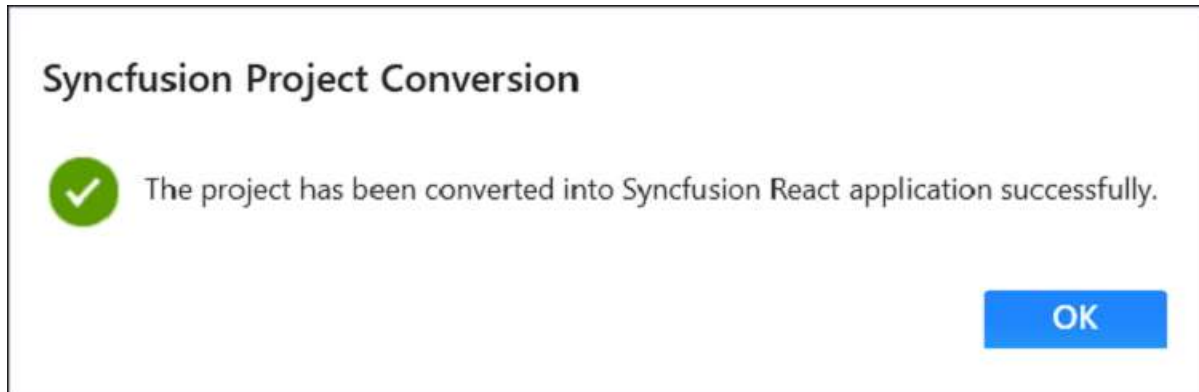 Syncfusion Project Conversion
The project has been converted into Syncfusion React application successfully.
OK